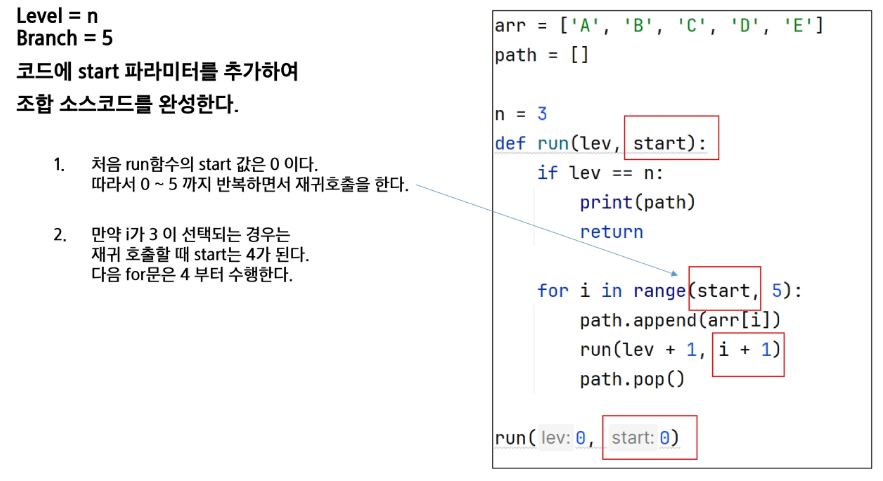 Level = n
Branch = 5
코드에 start 파라미터를 추가하여
조합 소스코드를 완성한다.
1. 처음 run함수의 start 값은 0 이다.
따라서 0 ~ 5 까지 반복하면서 재귀호출을 한다.
2. 만약 i가 3 이 선택되는 경우는
재귀 호출할 때 start는 4가 된다.
다음 for문은 4 부터 수행한다.
arr = ['A', 'B', 'C', 'D', 'E']
path = []
n = 3
def run(lev, start):
if lev == n:
print(path)
return
for i in range(start, 5):
path.append(arr[i])
run(lev + 1, i + 1)
path.pop()
run( lev: 0, start: 0)